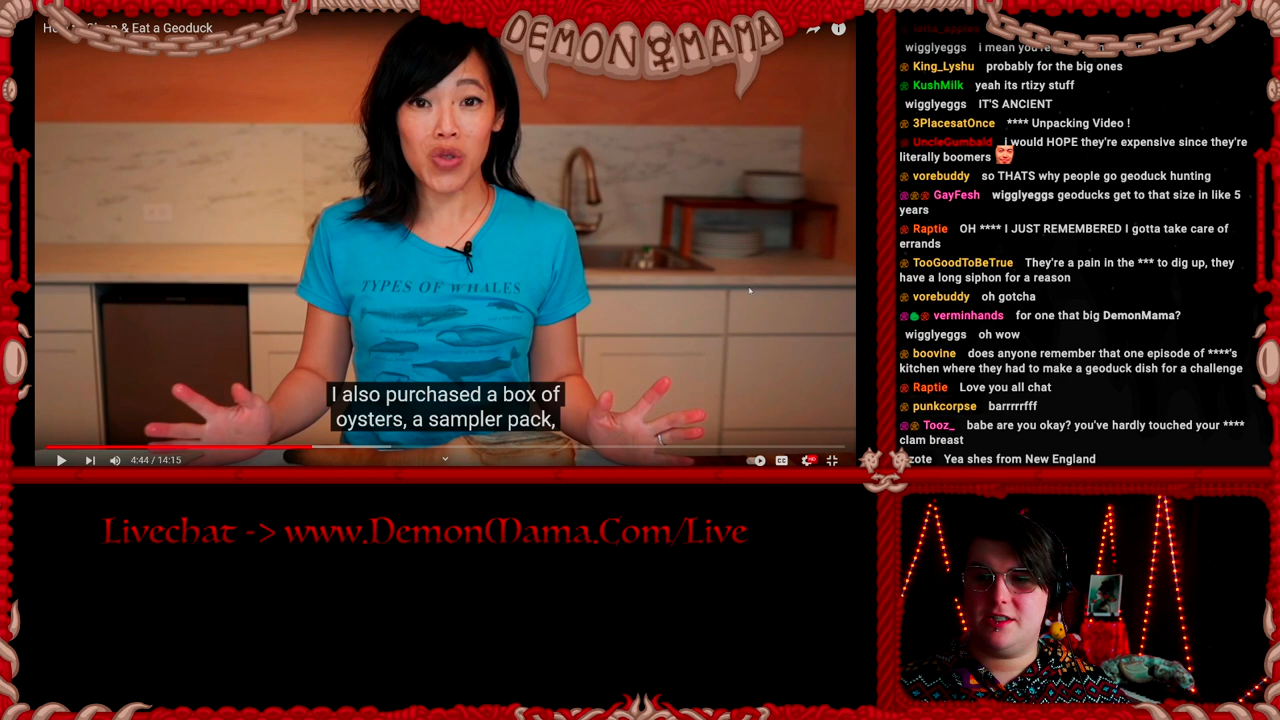 & Eat a Geoduck
DEMON MAMA
TYPES OF WHALES
I also purchased a box of
oysters, a sampler pack,
4:44 / 14:15
CC
HD
wigglyeggs i mean you're
King_Lyshu probably for the big ones
KushMilk yeah its rtizy stuff
wigglyeggs IT'S ANCIENT
3PlacesatOnce **** Unpacking Video !
UncleGumbald I would HOPE they're expensive since they're
literally boomers
vorebuddy so THATS why people go geoduck hunting
GayFesh wigglyeggs geoducks get to that size in like 5
years
Raptie OH **** I JUST REMEMBERED I gotta take care of
errands
TooGoodToBeTrue They're a pain in the *** to dig up, they
have a long siphon for a reason
vorebuddy oh gotcha
verminhands for one that big DemonMama?
wigglyeggs oh wow
boovine does anyone remember that one episode of ****'s
kitchen where they had to make a geoduck dish for a challenge
Raptie Love you all chat
punkcorpse barrrrrfff
Tooz_ babe are you okay? you've hardly touched your ****
clam breast
Yea shes from New England
Livechat -> www.DemonMama.Com/Live